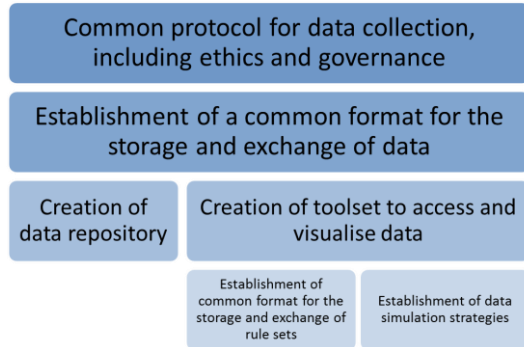 Common protocol for data collection,
including ethics and governance
Establishment of a common format for the
storage and exchange of data
Creation of
data repository
Creation of toolset to access and
visualise data
Establishment of
common format for the
storage and exchange of
rule sets
Establishment of data
simulation strategies